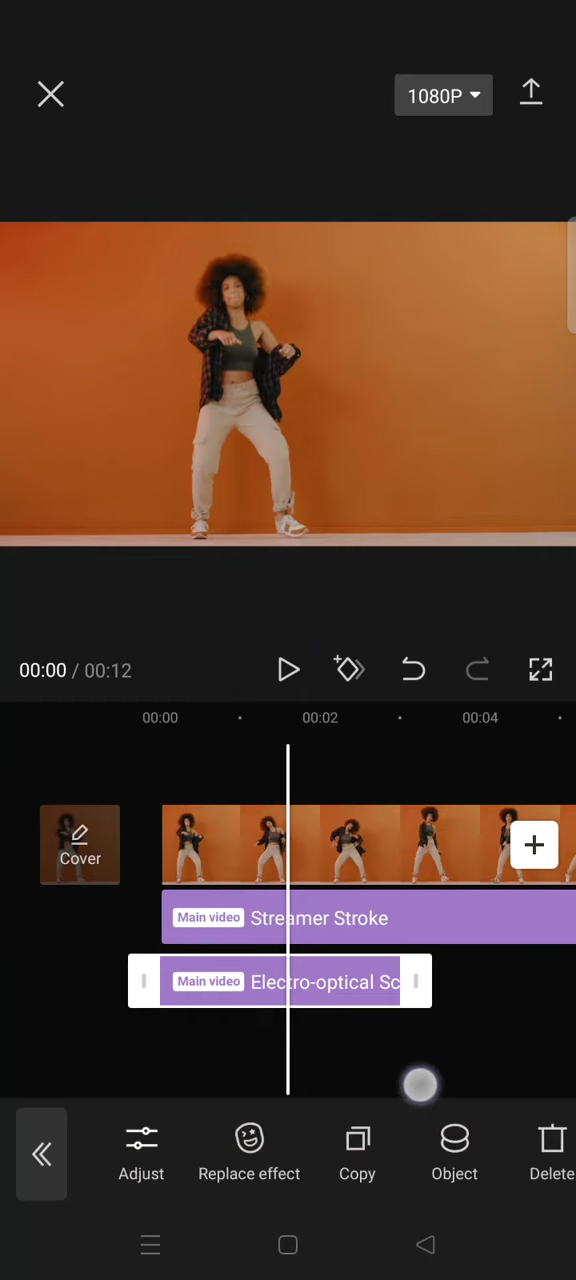 1080P
00:00 / 00:12
00:00 00:02 00:04
Cover
Main video Streamer Stroke
Main video Electro-optical Sc
Adjust Replace effect Copy Object Delete